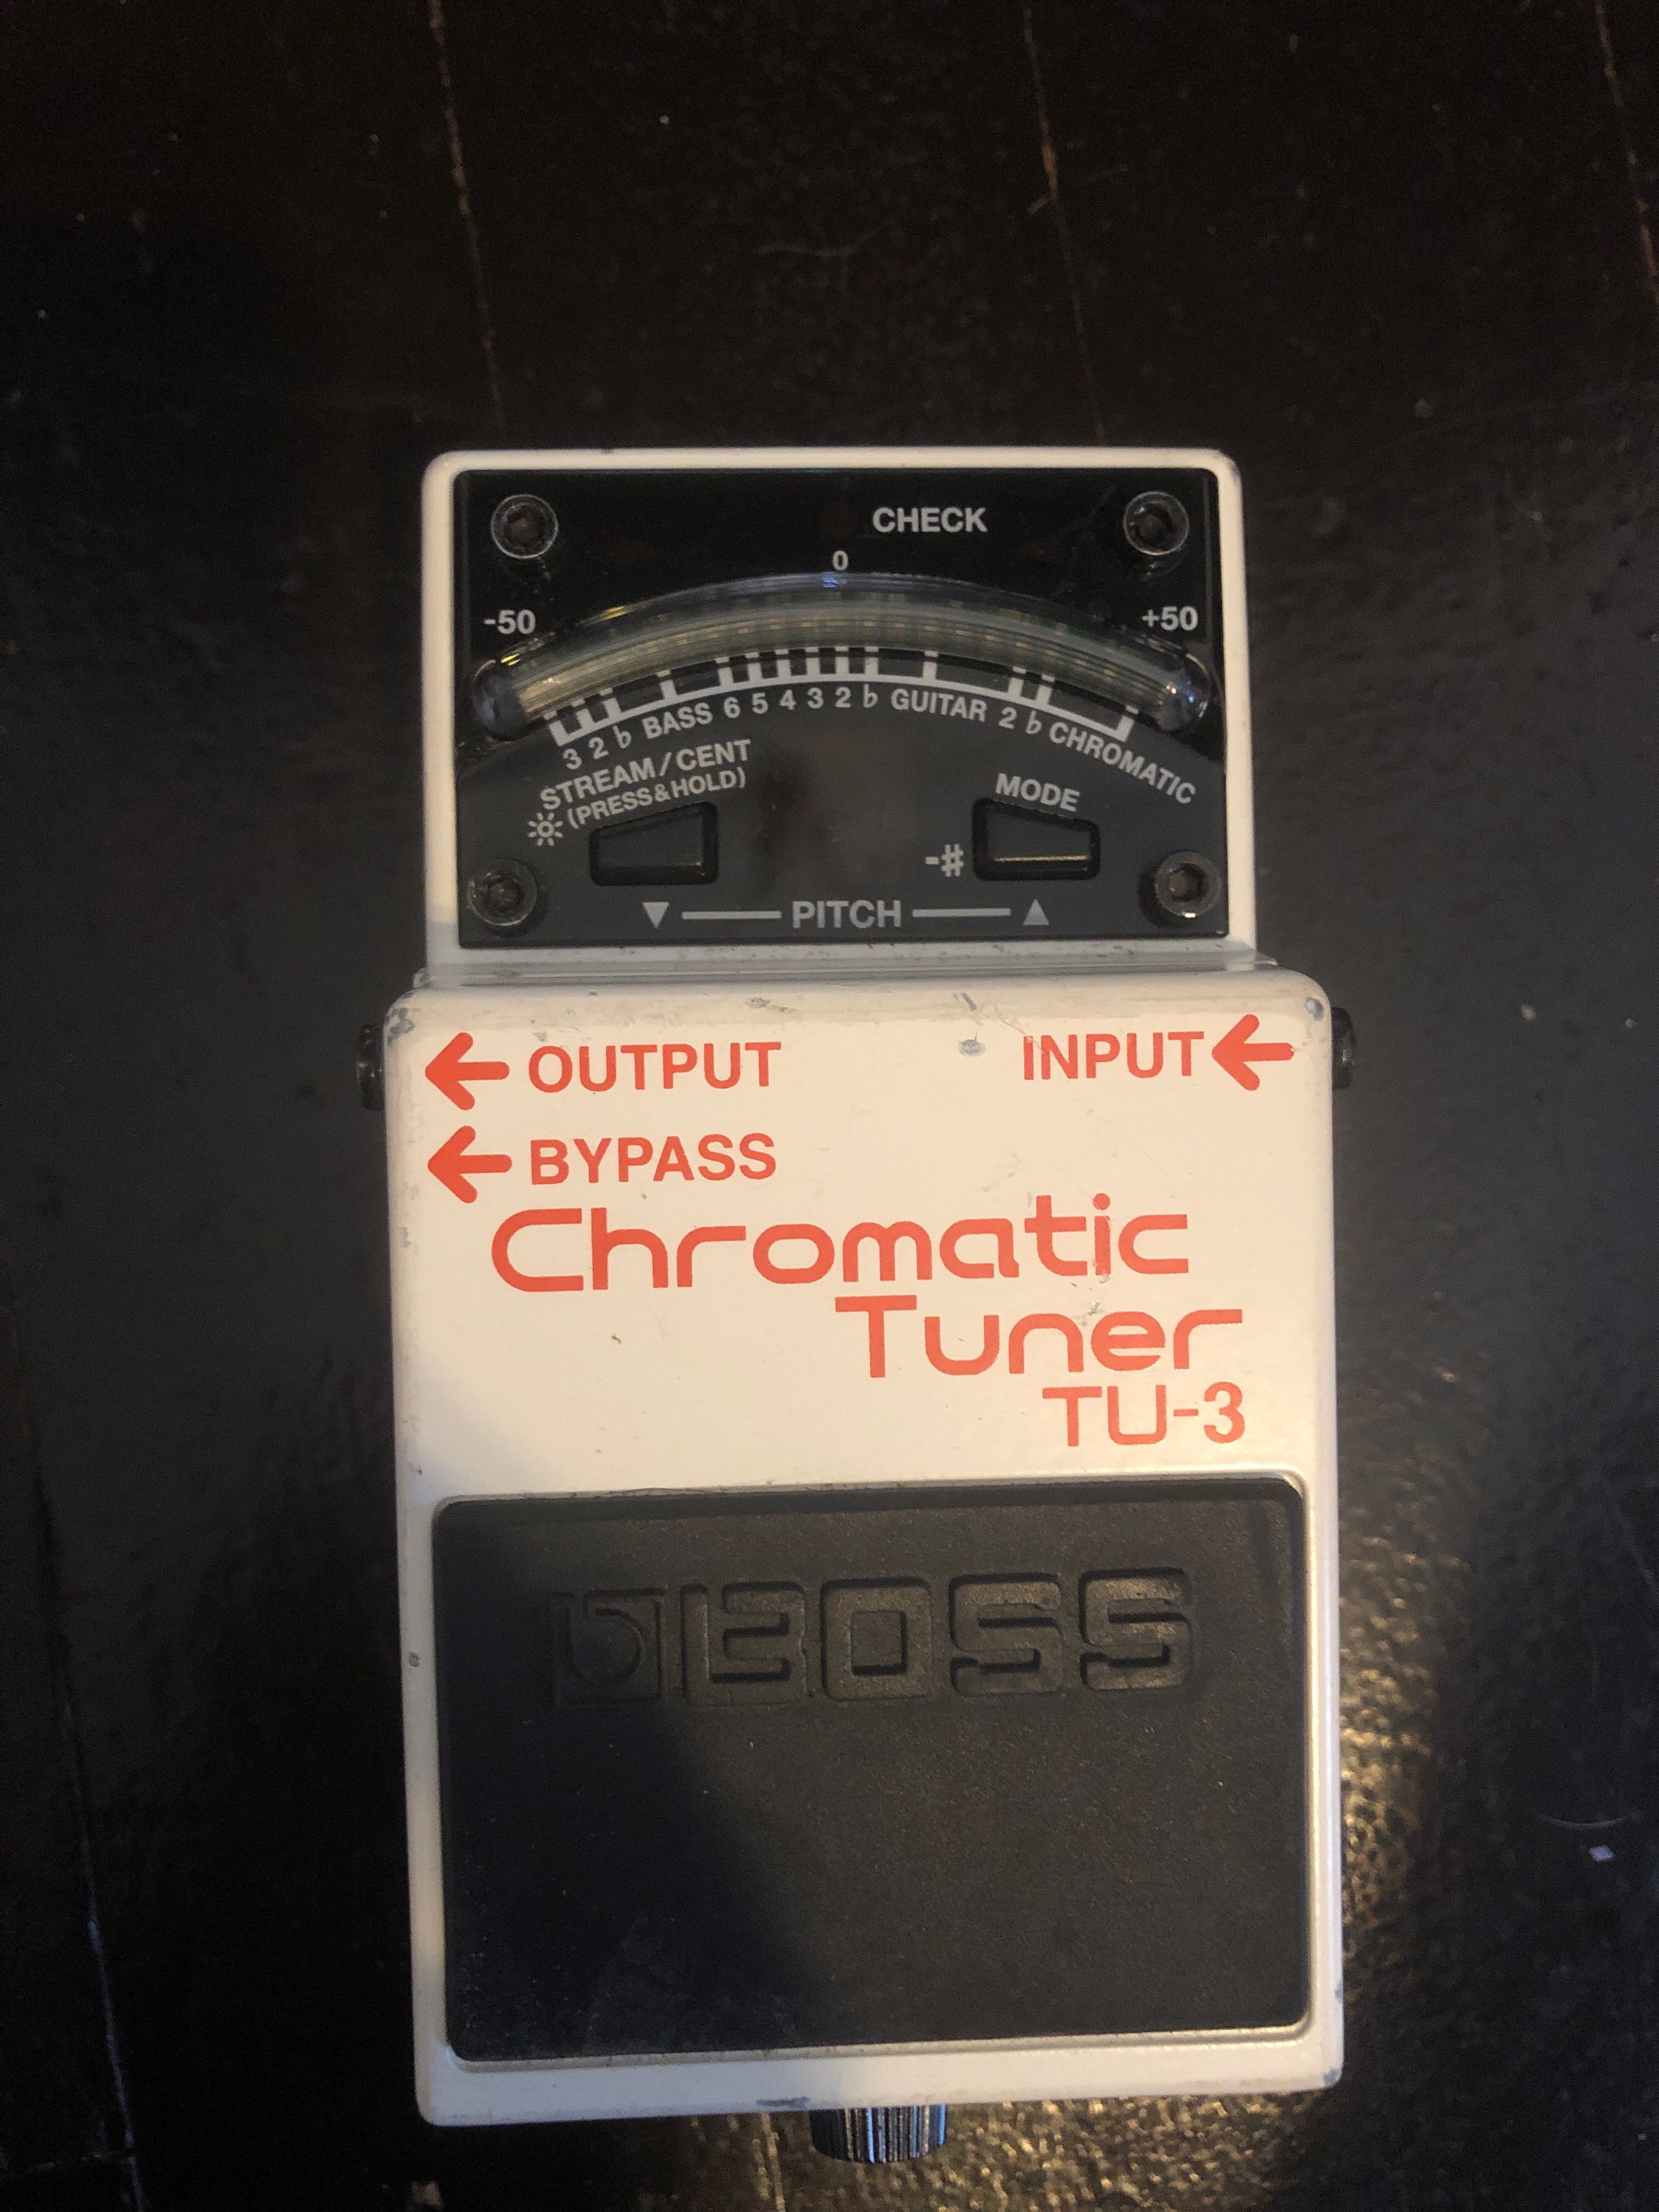 CHECK
0
-50 +50
3 2 ♭ BASS 6 5 4 3 2 ♭ GUITAR 2 ♭ CHROMATIC
STREAM/CENT
(PRESS&HOLD)
MODE
-♯
▼ PITCH ▲
← OUTPUT INPUT ←
← BYPASS
Chromatic
Tuner
TU-3
BOSS